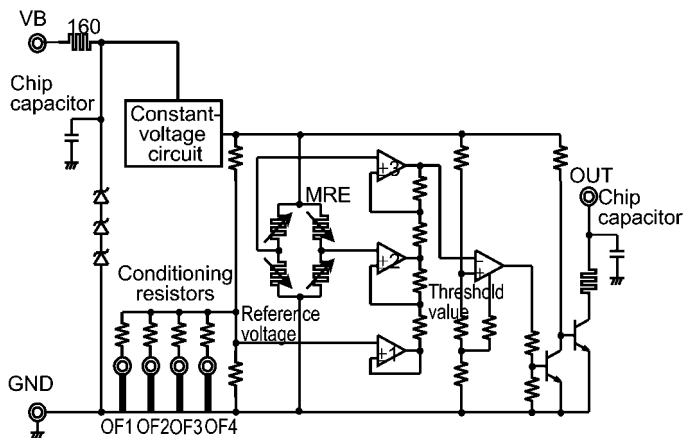 VB
160
Chip
capacitor
Constant-
voltage
circuit
MRE
+3
OUT
Chip
capacitor
+2
-
+
Threshold
value
Conditioning
resistors
Reference
voltage
+1
GND
OF1 OF2 OF3 OF4